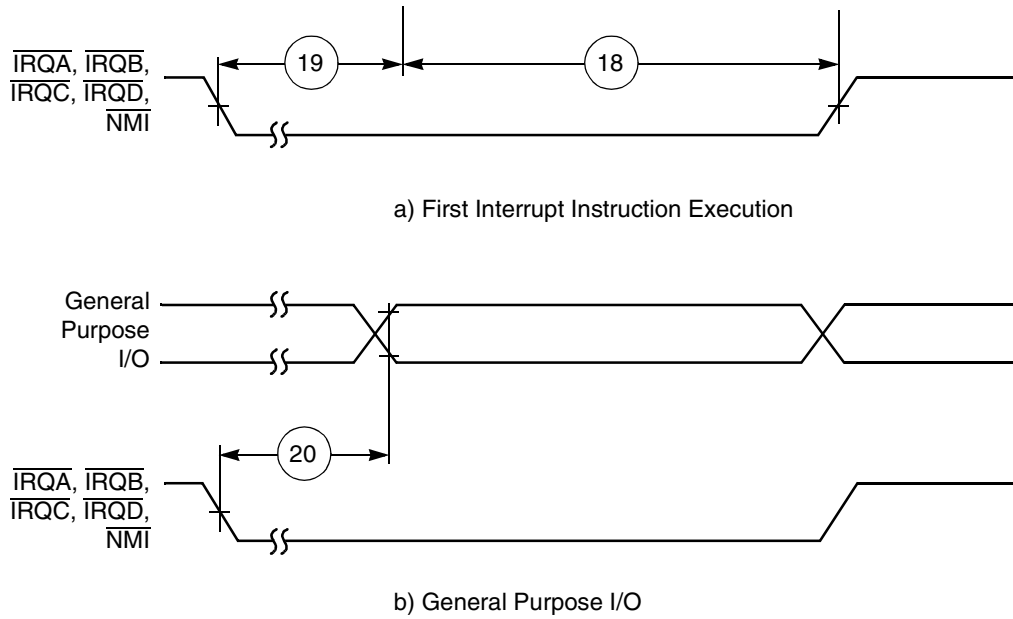 IRQA, IRQB,
IRQC, IRQD,
NMI
19
18
a) First Interrupt Instruction Execution
General
Purpose
I/O
20
IRQA, IRQB,
IRQC, IRQD,
NMI
b) General Purpose I/O